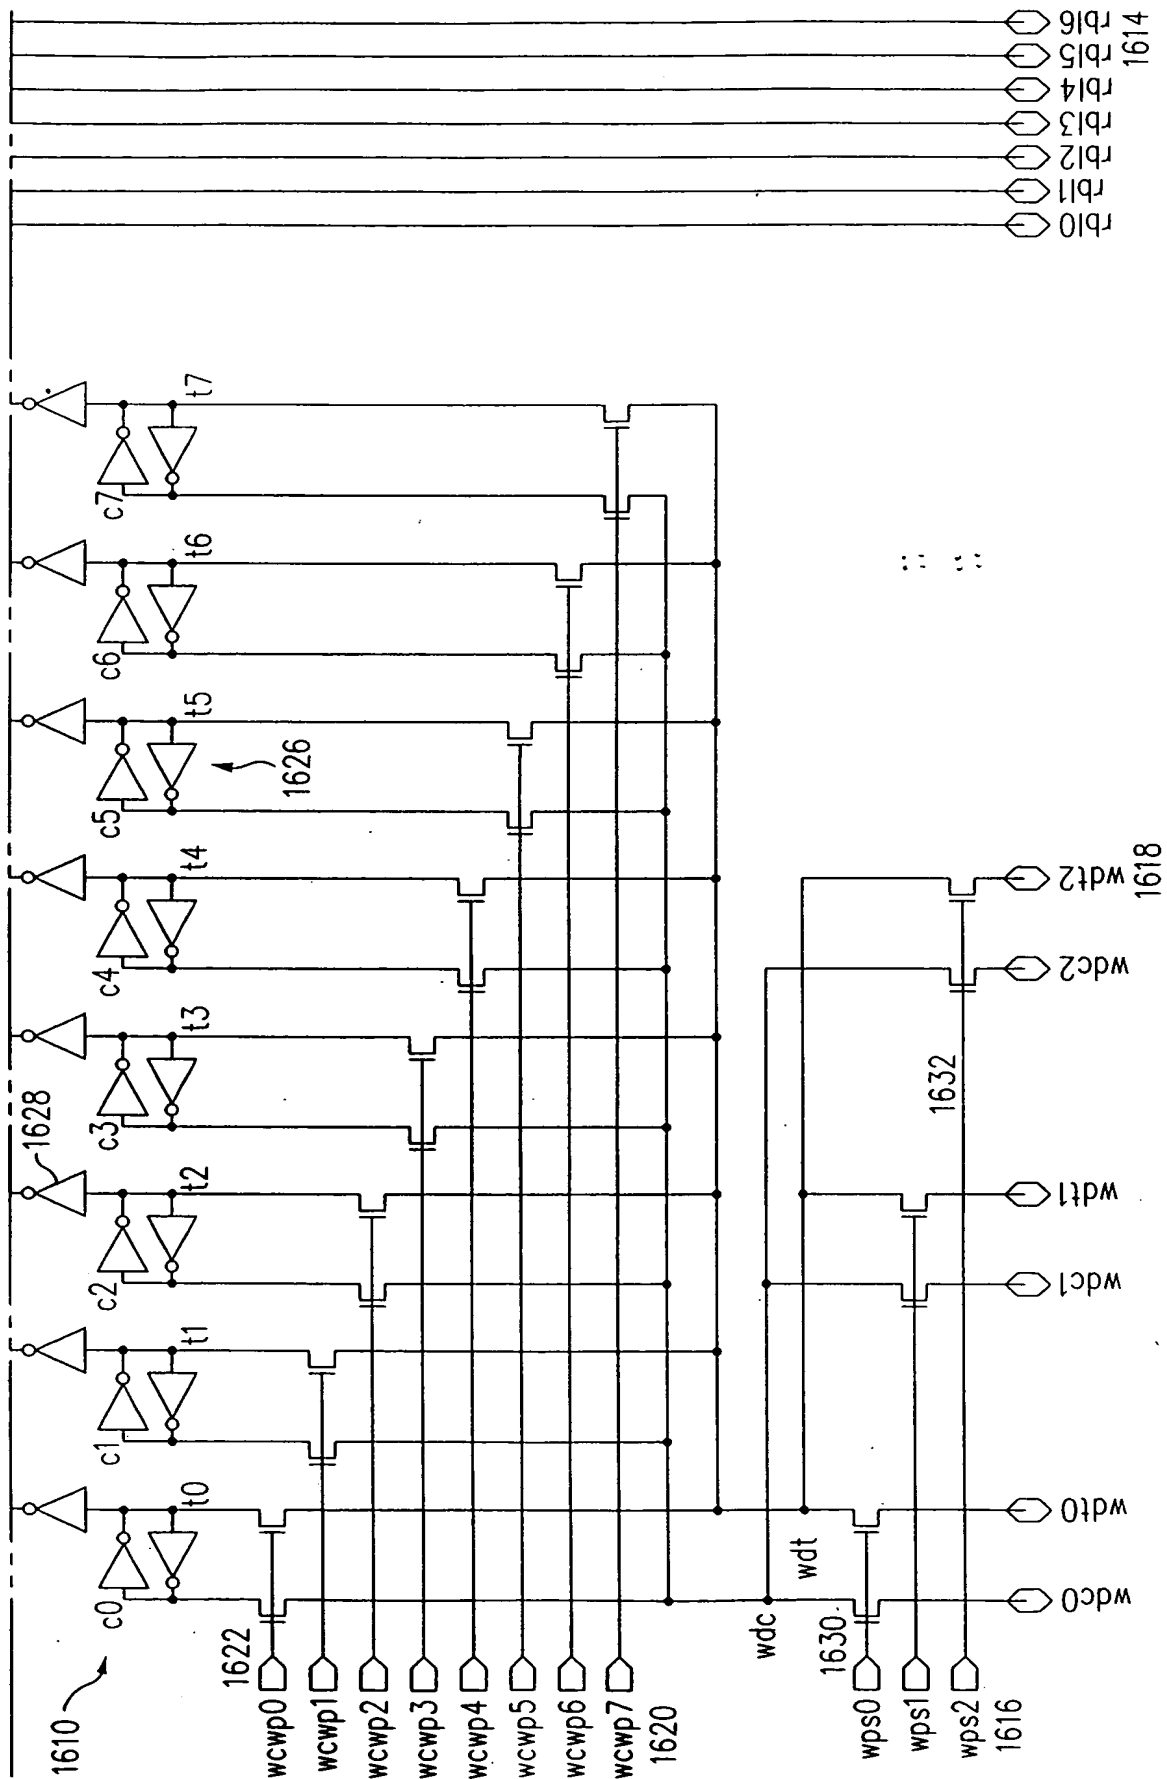 1610
c0
t0
c1
t1
c2
t2
1628
c3
t3
c4
t4
c5
t5
1626
c6
t6
c7
t7
1622
wcwp0
wcwp1
wcwp2
wcwp3
wcwp4
wcwp5
wcwp6
wcwp7
1620
wdc
wdt
1630
1632
wps0
wps1
wps2
1616
wdc0
wdt0
wdc1
wdt1
wdc2
wdt2
1618
rbl0
rbl1
rbl2
rbl3
rbl4
rbl5
rbl6
1614